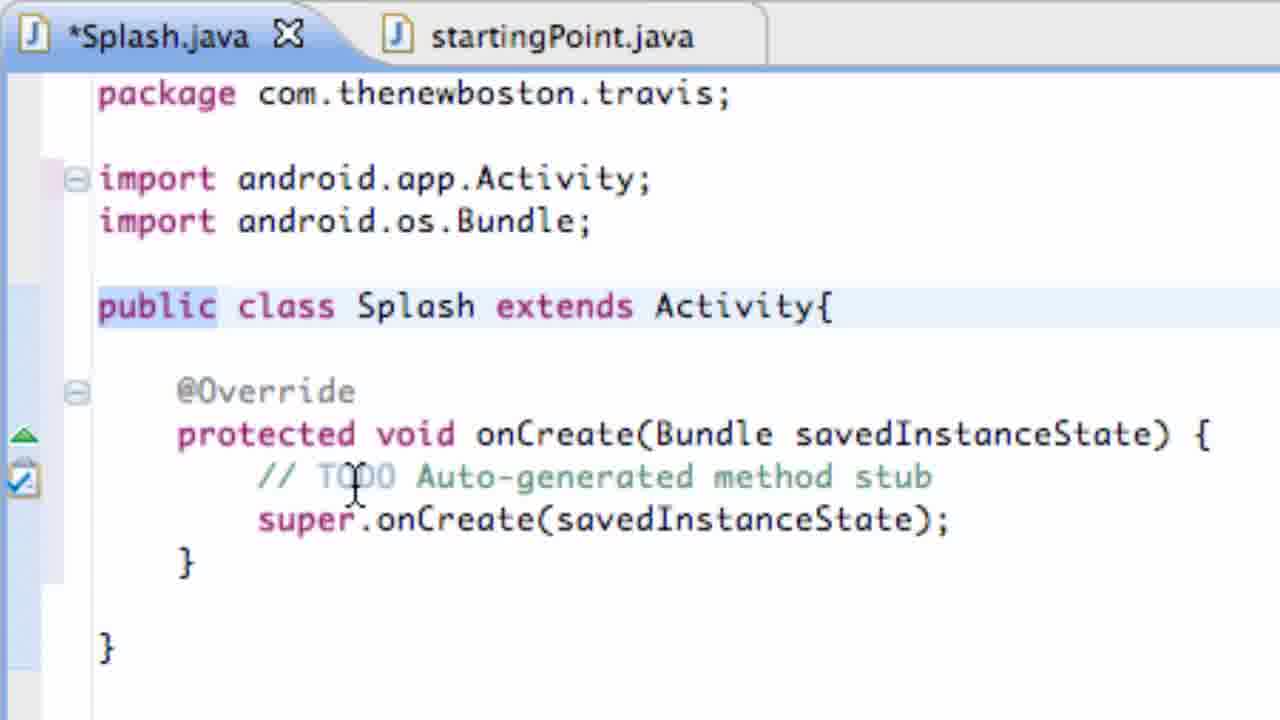 *Splash.java startingPoint.java
package com.thenewboston.travis;
import android.app.Activity;
import android.os.Bundle;
public class Splash extends Activity{
@Override
protected void onCreate(Bundle savedInstanceState) {
// TODO Auto-generated method stub
super.onCreate(savedInstanceState);
}
}